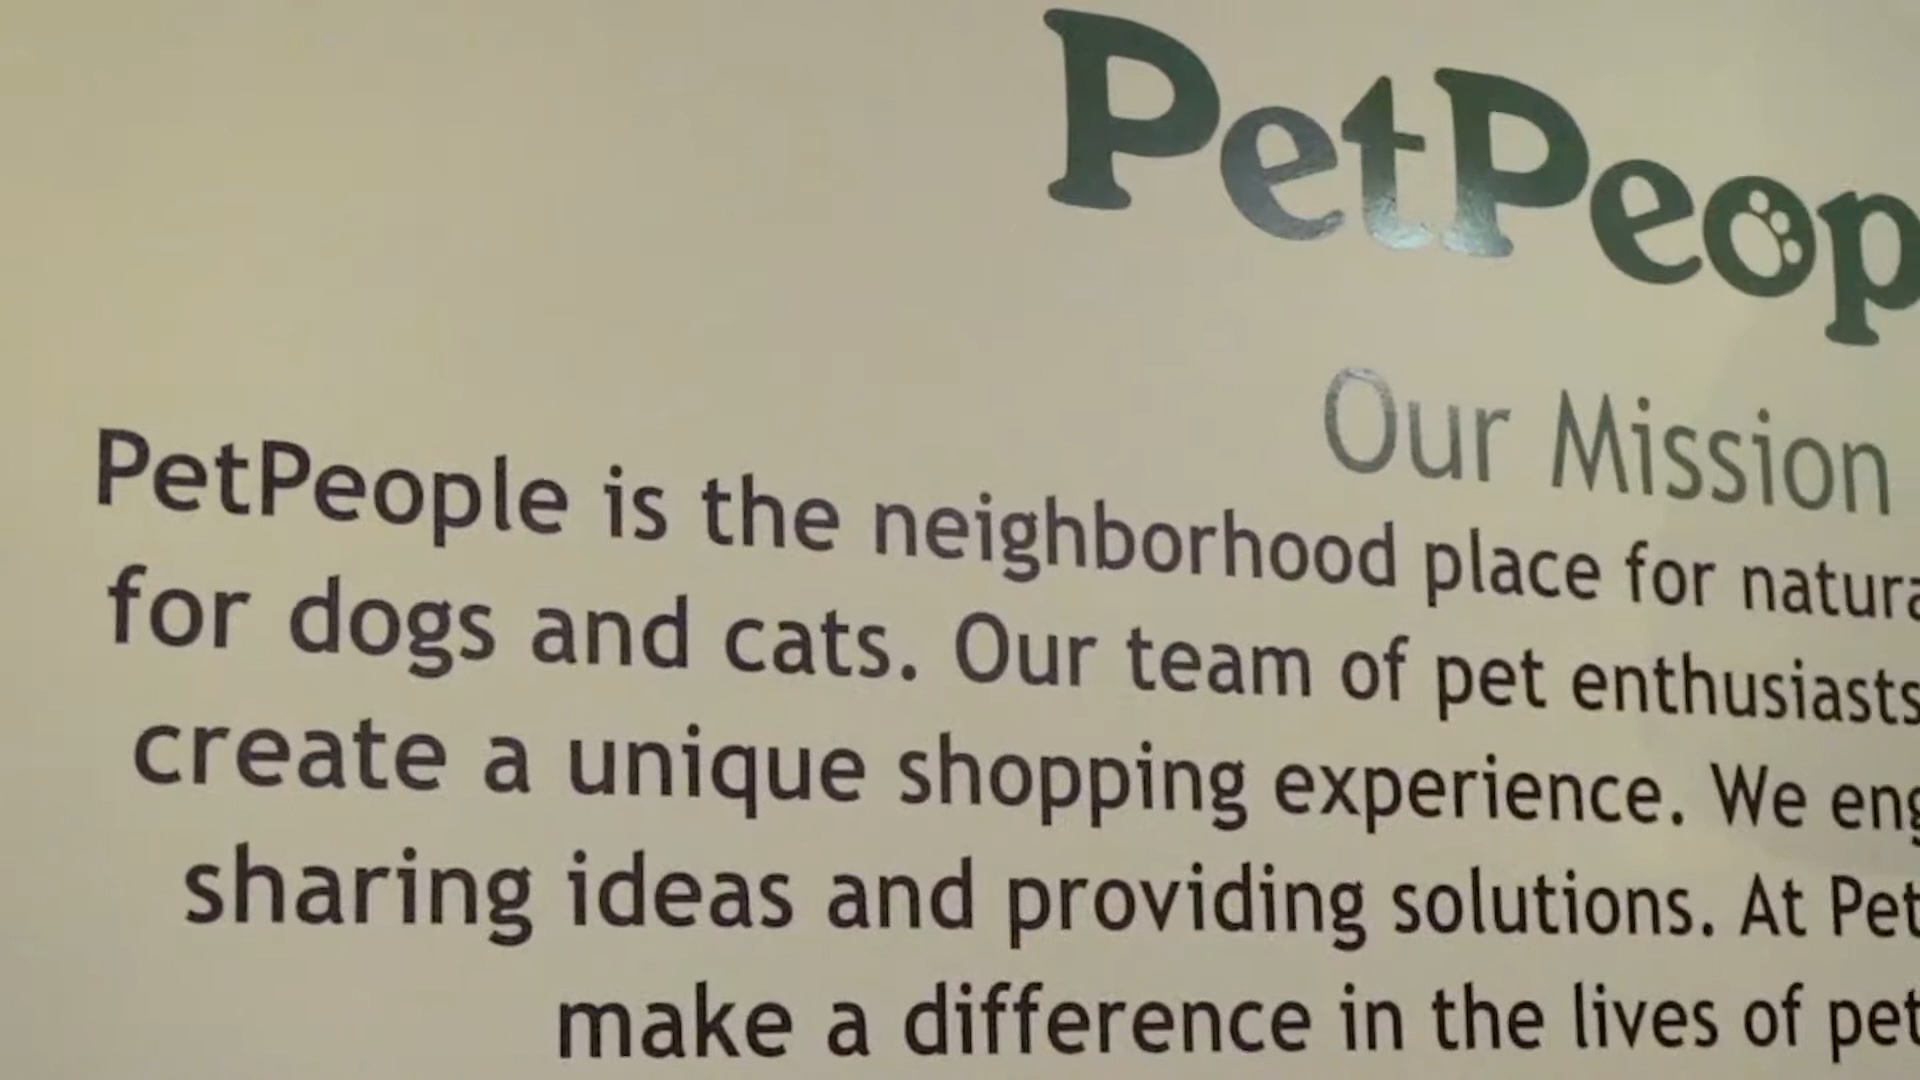 PetPeop
Our Mission
PetPeople is the neighborhood place for natura
for dogs and cats. Our team of pet enthusiasts
create a unique shopping experience. We eng
sharing ideas and providing solutions. At Pet
make a difference in the lives of pet